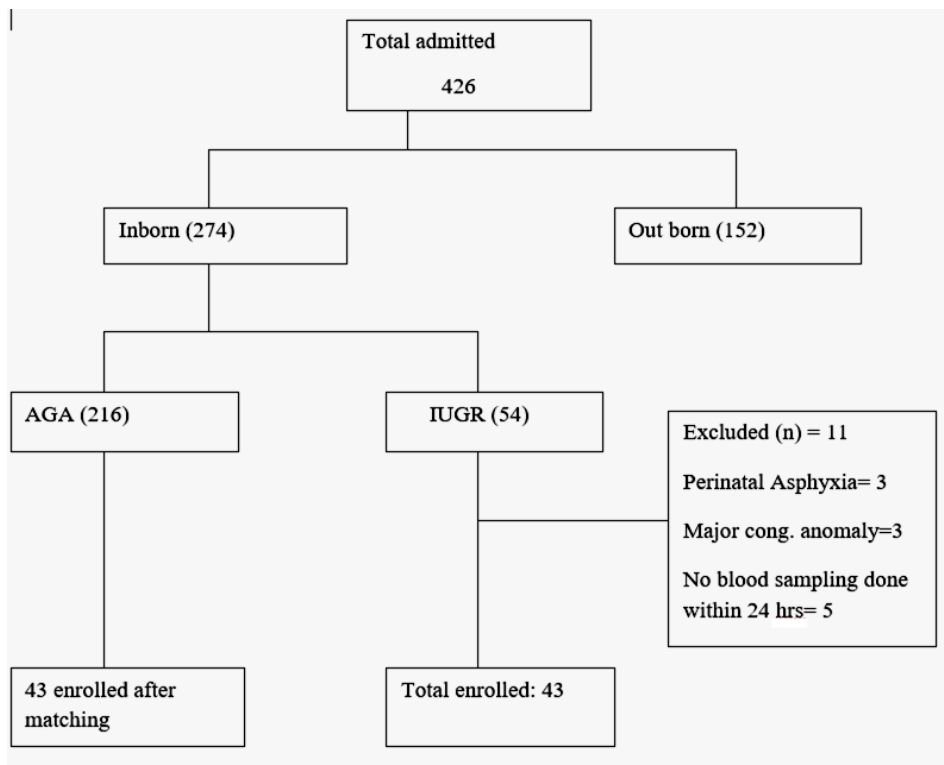 Total admitted
426
Inborn (274)
Out born (152)
AGA (216)
IUGR (54)
Excluded (n) = 11
Perinatal Asphyxia= 3
Major cong. anomaly=3
No blood sampling done
within 24 hrs= 5
43 enrolled after
matching
Total enrolled: 43